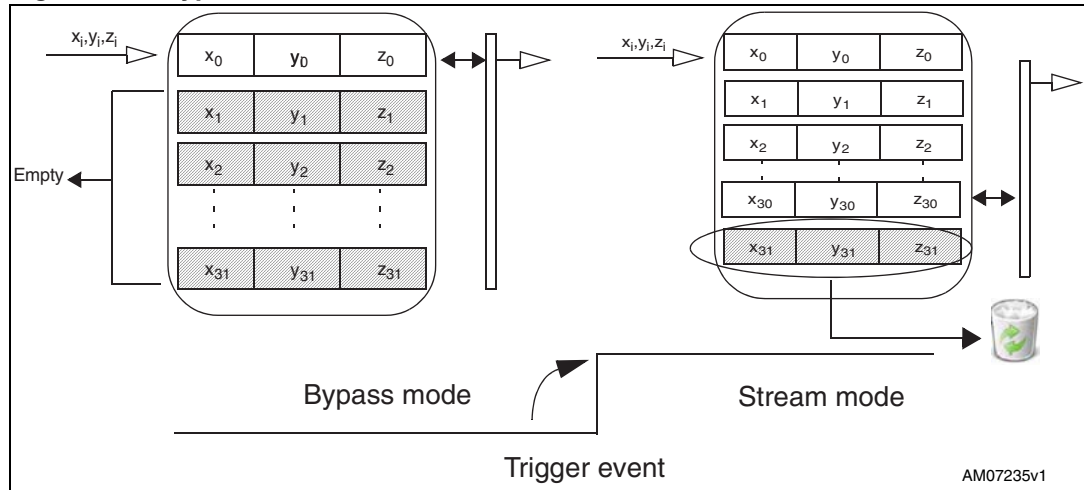 xᵢ,yᵢ,zᵢ
x₀ y₀ z₀
x₁ y₁ z₁
x₂ y₂ z₂
x₃₁ y₃₁ z₃₁
Empty
xᵢ,yᵢ,zᵢ
x₀ y₀ z₀
x₁ y₁ z₁
x₂ y₂ z₂
x₃₀ y₃₀ z₃₀
x₃₁ y₃₁ z₃₁
Bypass mode
Stream mode
Trigger event
AM07235v1